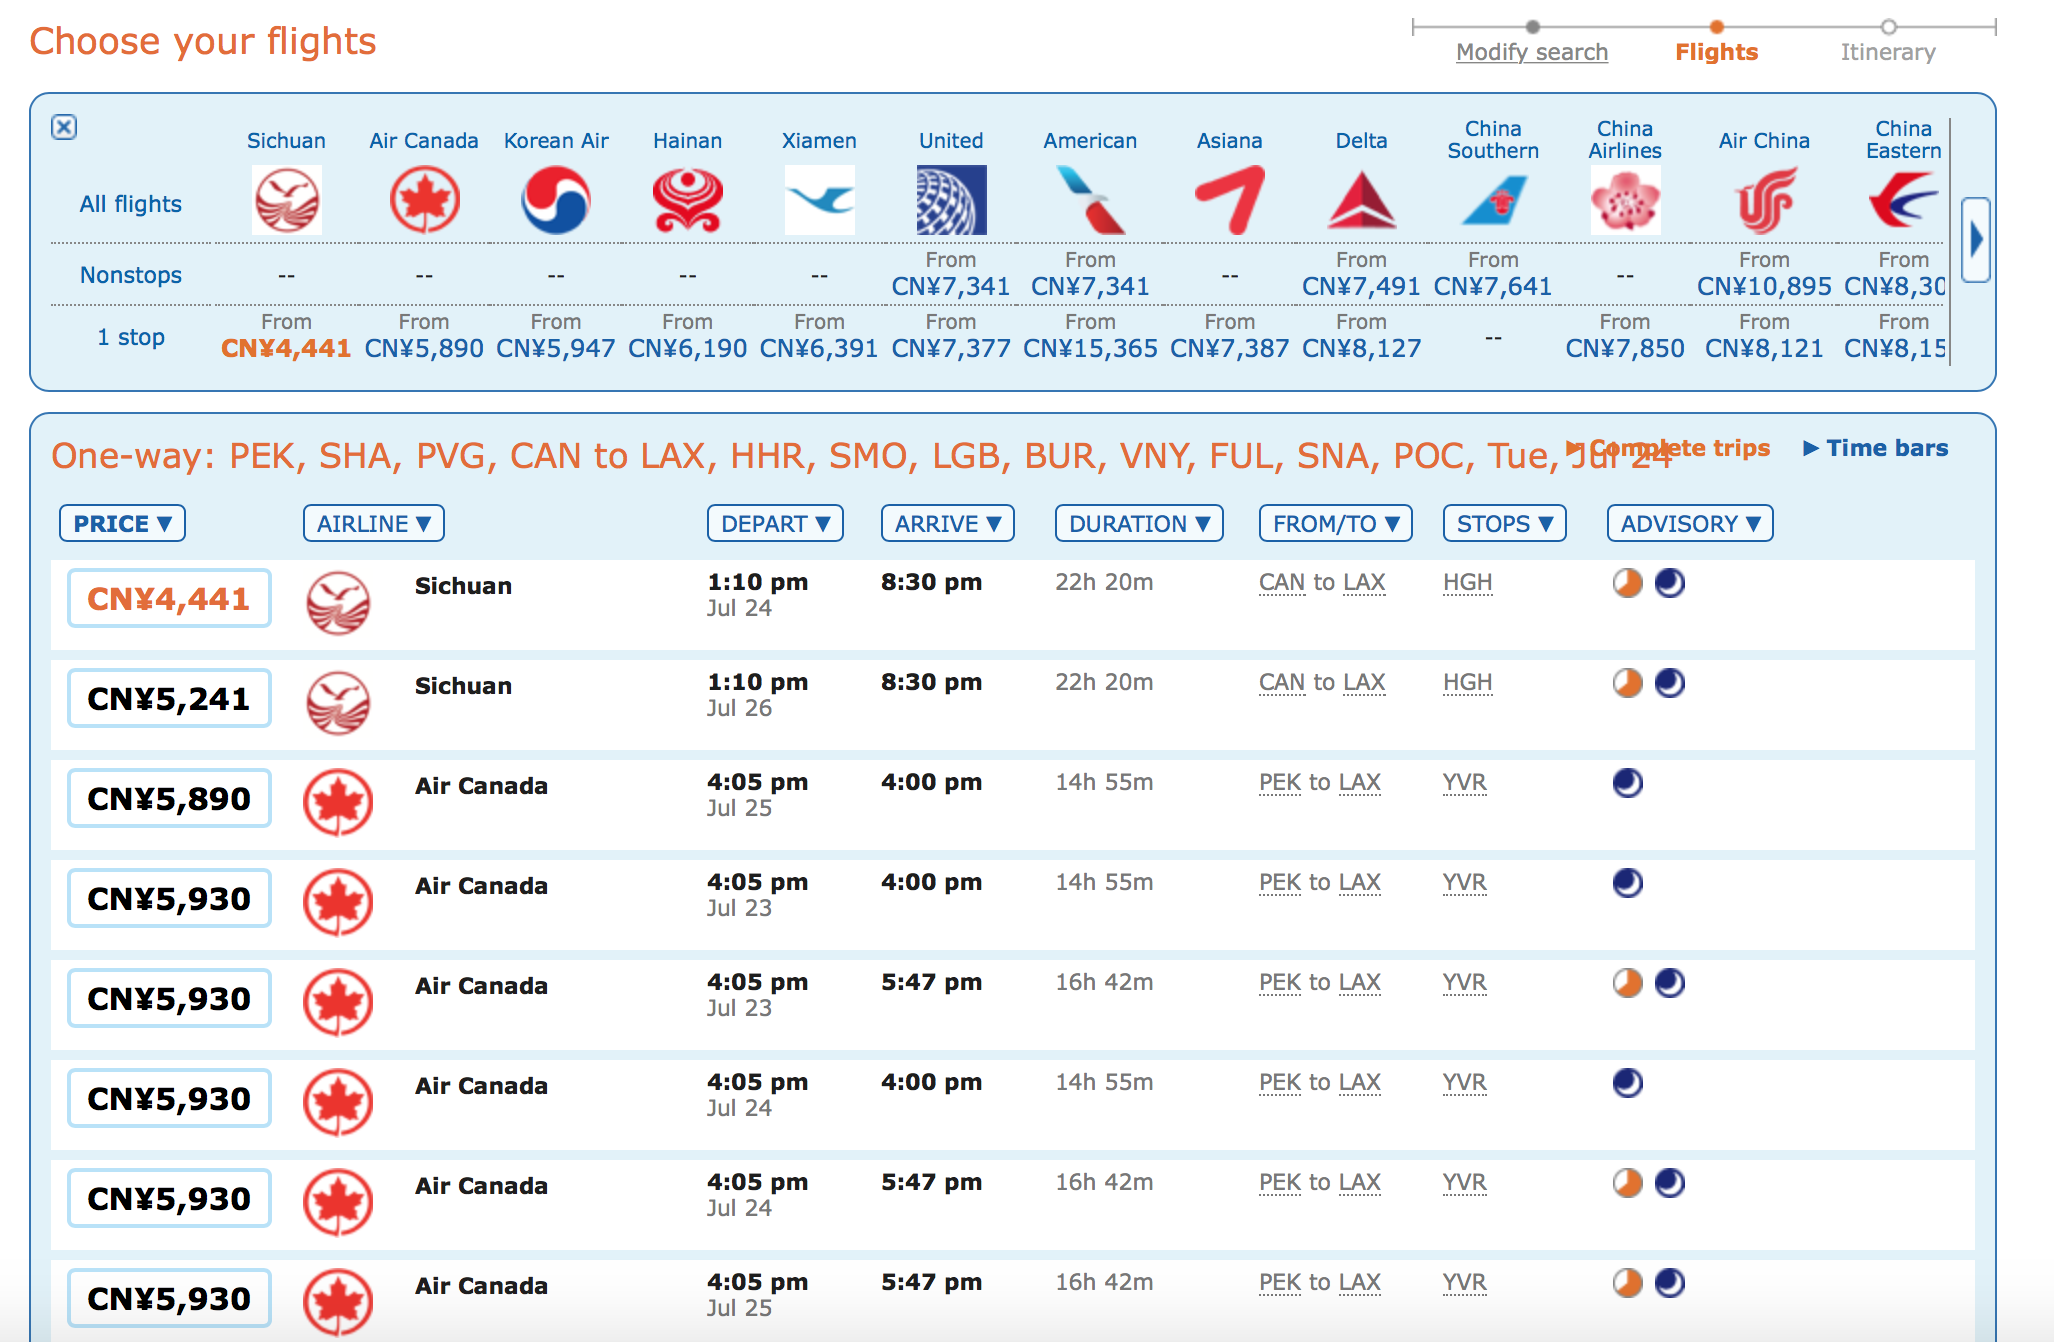 Choose your flights
Modify search Flights Itinerary
Sichuan Air Canada Korean Air Hainan Xiamen United American Asiana Delta China Southern China Airlines Air China China Eastern
All flights
Nonstops -- -- -- -- -- From CN¥7,341 From CN¥7,341 -- From CN¥7,491 From CN¥7,641 -- From CN¥10,895 From CN¥8,30
1 stop From CN¥4,441 From CN¥5,890 From CN¥5,947 From CN¥6,190 From CN¥6,391 From CN¥7,377 From CN¥15,365 From CN¥7,387 From CN¥8,127 -- From CN¥7,850 From CN¥8,121 From CN¥8,15
One-way: PEK, SHA, PVG, CAN to LAX, HHR, SMO, LGB, BUR, VNY, FUL, SNA, POC, Tue, Jul 24
▶ Complete trips ▶ Time bars
PRICE ▼ AIRLINE ▼ DEPART ▼ ARRIVE ▼ DURATION ▼ FROM/TO ▼ STOPS ▼ ADVISORY ▼
CN¥4,441 Sichuan 1:10 pm 8:30 pm 22h 20m CAN to LAX HGH
Jul 24
CN¥5,241 Sichuan 1:10 pm 8:30 pm 22h 20m CAN to LAX HGH
Jul 26
CN¥5,890 Air Canada 4:05 pm 4:00 pm 14h 55m PEK to LAX YVR
Jul 25
CN¥5,930 Air Canada 4:05 pm 4:00 pm 14h 55m PEK to LAX YVR
Jul 23
CN¥5,930 Air Canada 4:05 pm 5:47 pm 16h 42m PEK to LAX YVR
Jul 23
CN¥5,930 Air Canada 4:05 pm 4:00 pm 14h 55m PEK to LAX YVR
Jul 24
CN¥5,930 Air Canada 4:05 pm 5:47 pm 16h 42m PEK to LAX YVR
Jul 24
CN¥5,930 Air Canada 4:05 pm 5:47 pm 16h 42m PEK to LAX YVR
Jul 25